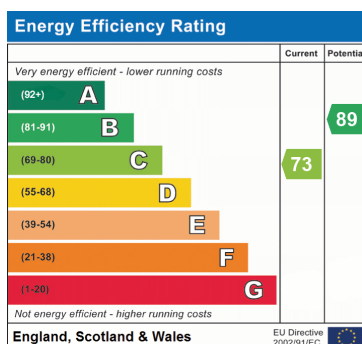 Energy Efficiency Rating
Current Potentia
Very energy efficient - lower running costs
(92+) A
(81-91) B
89
(69-80) C
73
(55-68) D
(39-54) E
(21-38) F
(1-20) G
Not energy efficient - higher running costs
England, Scotland & Wales
EU Directive
2002/91/EC